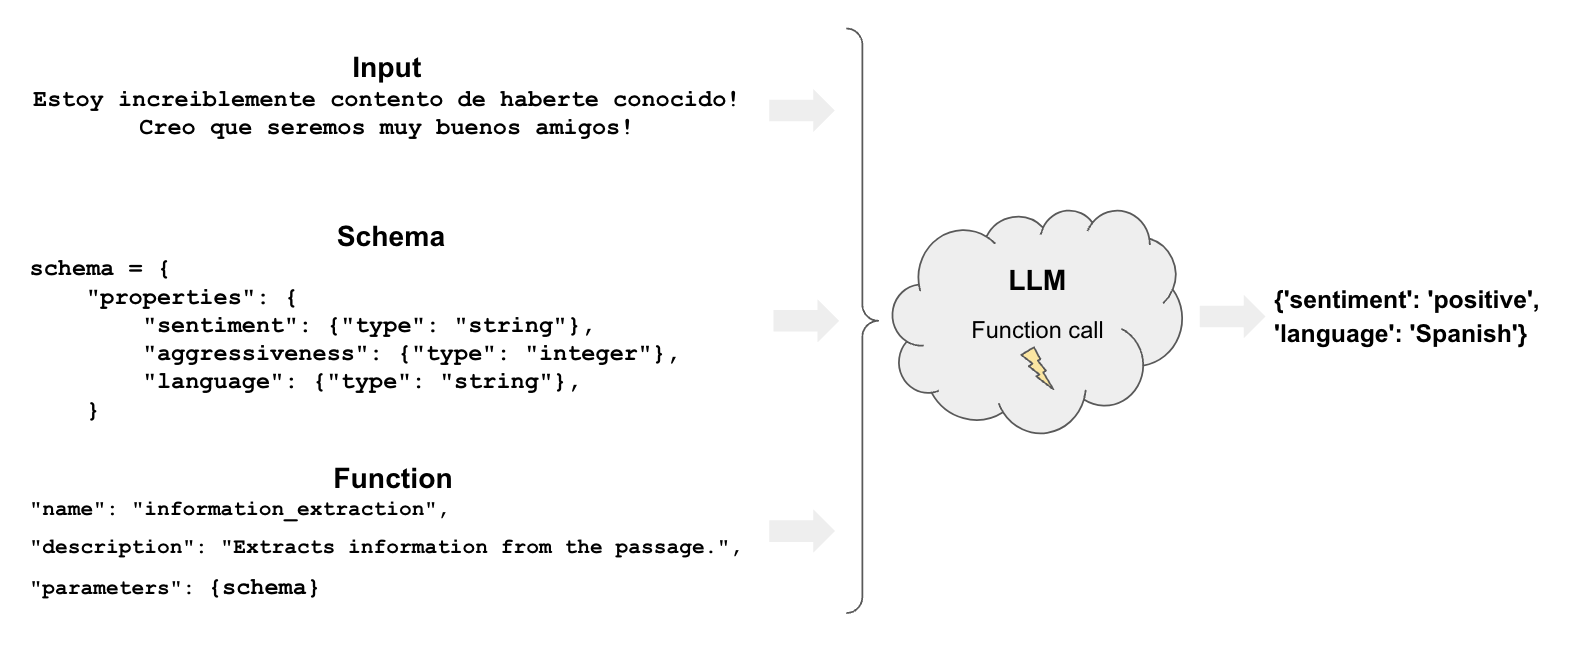 Input
Estoy increiblemente contento de haberte conocido!
Creo que seremos muy buenos amigos!
Schema
schema = {
"properties": {
"sentiment": {"type": "string"},
"aggressiveness": {"type": "integer"},
"language": {"type": "string"},
}
Function
"name": "information_extraction",
"description": "Extracts information from the passage.",
"parameters": {schema}
LLM
Function call
{'sentiment': 'positive',
'language': 'Spanish'}